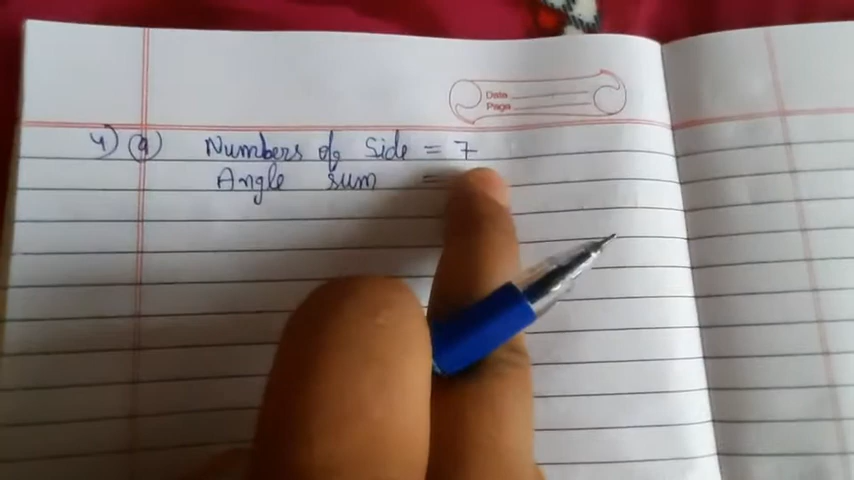 Date
Page
4) (a) Numbers of Side = 7
Angle sum =